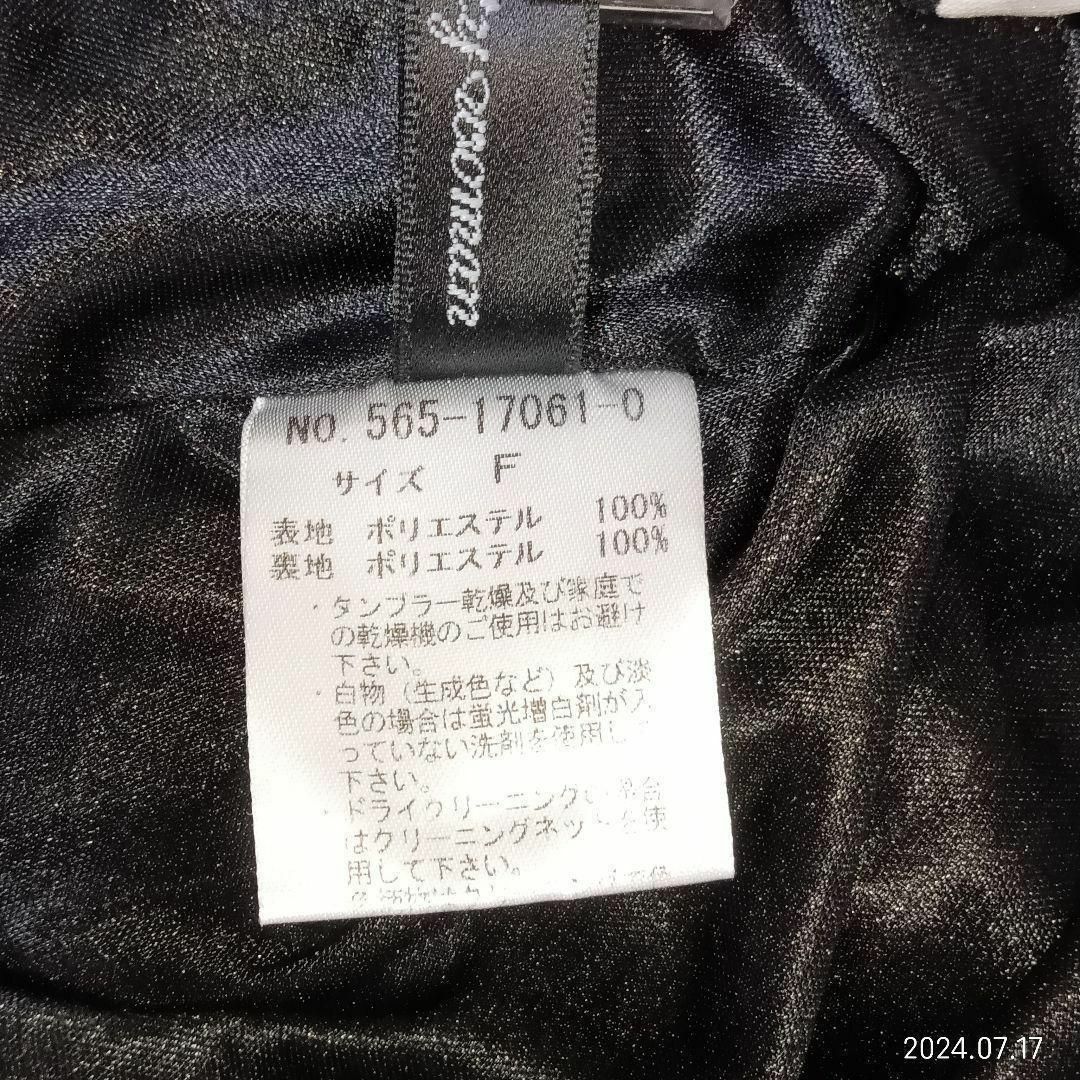 NO. 565-17061-0
サイズ F
表地 ポリエステル 100%
裏地 ポリエステル 100%
・タンブラー乾燥及び家庭で
の乾燥機のご使用はお避け
下さい。
・白物（生成色など）及び淡
色の場合は蛍光増白剤が入
っていない洗剤を使用して
下さい。
・ドライクリーニング 場合
はクリーニングネットを使
用して下さい。
2024.07.17